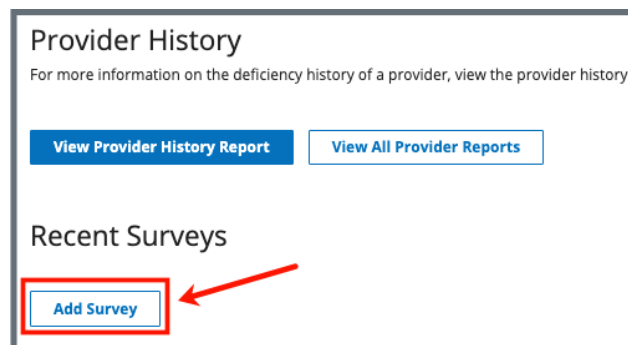 Provider History
For more information on the deficiency history of a provider, view the provider history
View Provider History Report
View All Provider Reports
Recent Surveys
Add Survey